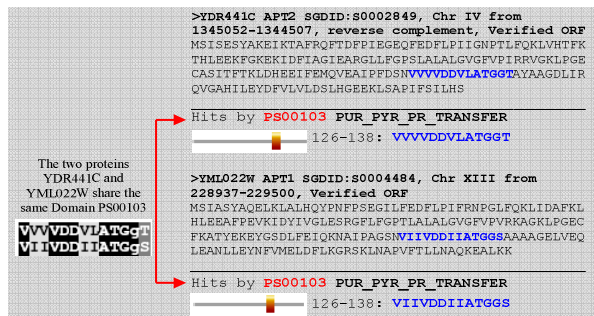 >YDR441C APT2 SGDID:S0002849, Chr IV from
1345052-1344507, reverse complement, Verified ORF
MSISESYAKEIKTAFRQFTDFPIEGEQFEDFLPIIGNPTLFQKLVHTFK
THLEEKFGKEKIDFIAGIEARGLLFGPSLALALGVGFVPIRRVGKLPGE
CASITFTKLDHEEIFEMQVEAIPFDSNVVVVDDVLATGGTAYAAGDLIR
QVGAHILEYDFVLVLDSLHGEEKLSAPIFSILHS
Hits by PS00103 PUR_PYR_PR_TRANSFER
126-138: VVVVDDVLATGGT
The two proteins
YDR441C and
YML022W share the
same Domain PS00103
VVVVDDVLATGgT
VIIVDDIIATGgS
>YML022W APT1 SGDID:S0004484, Chr XIII from
228937-229500, Verified ORF
MSIASYAQELKLALHQYPNFPSEGILFEDFLPIFRNPGLFQKLIDAFKL
HLEEAFPEVKIDYIVGLESRGFLFGPTLALALGVGFVPVRKAGKLPGEC
FKATYEKEYGSDLFEIQKNAIPAGSNVIIVDDIIATGGSAAAAGELVEQ
LEANLLEYNFVMELDFLKGRSKLNAPVFTLLNAQKEALKK
Hits by PS00103 PUR_PYR_PR_TRANSFER
126-138: VIIVDDIIATGGS